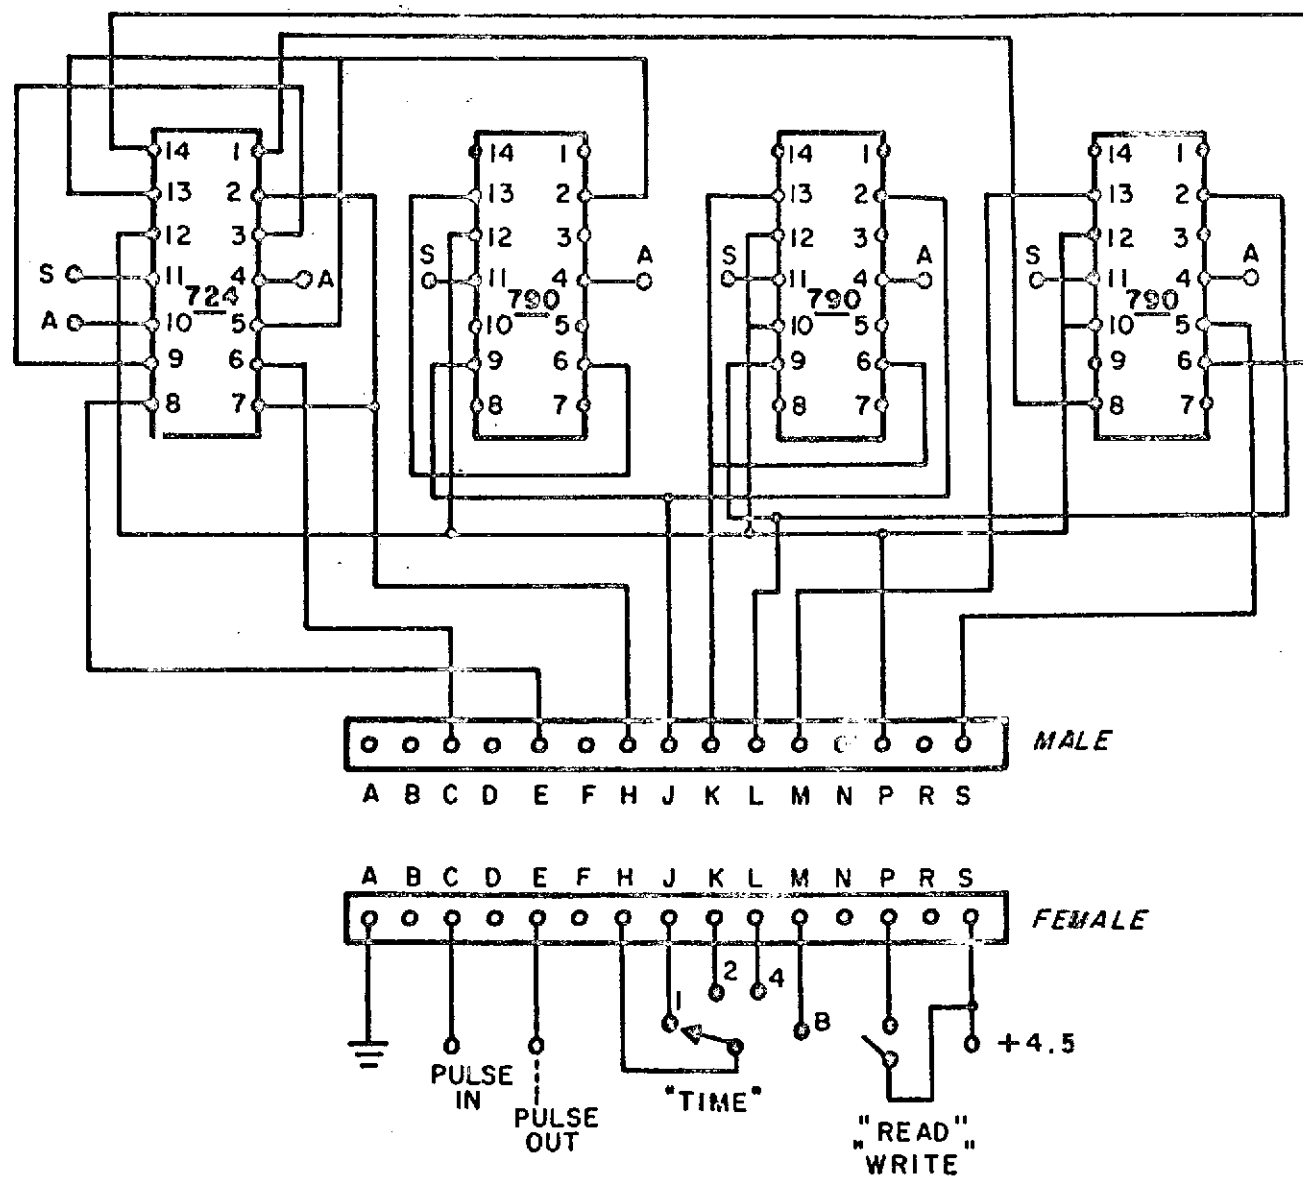 14 1 14 1 14 1 14 1
13 2 13 2 13 2 13 2
12 3 12 3 12 3 12 3
S 11 4 A S 11 4 A S 11 4 A S 11 4 A
724 790 790 790
A 10 5 10 5 10 5 10 5
9 6 9 6 9 6 9 6
8 7 8 7 8 7 8 7
MALE
A B C D E F H J K L M N P R S
A B C D E F H J K L M N P R S
FEMALE
1 2 4 8
+4.5
PULSE IN
PULSE OUT
"TIME"
"READ"
"WRITE"